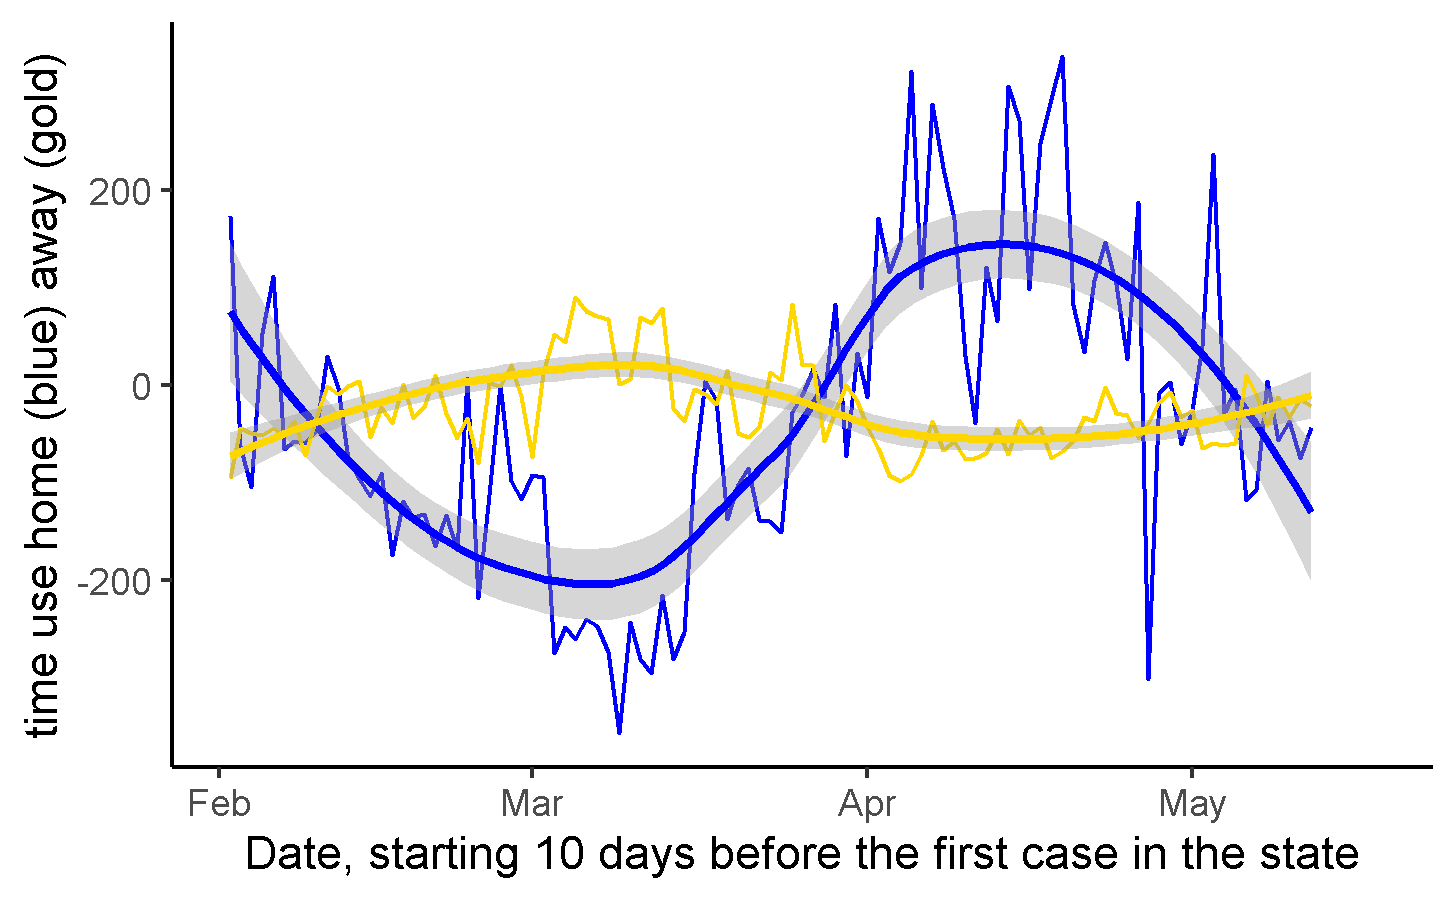 time use home (blue) away (gold)
200
0
-200
Feb Mar Apr May
Date, starting 10 days before the first case in the state